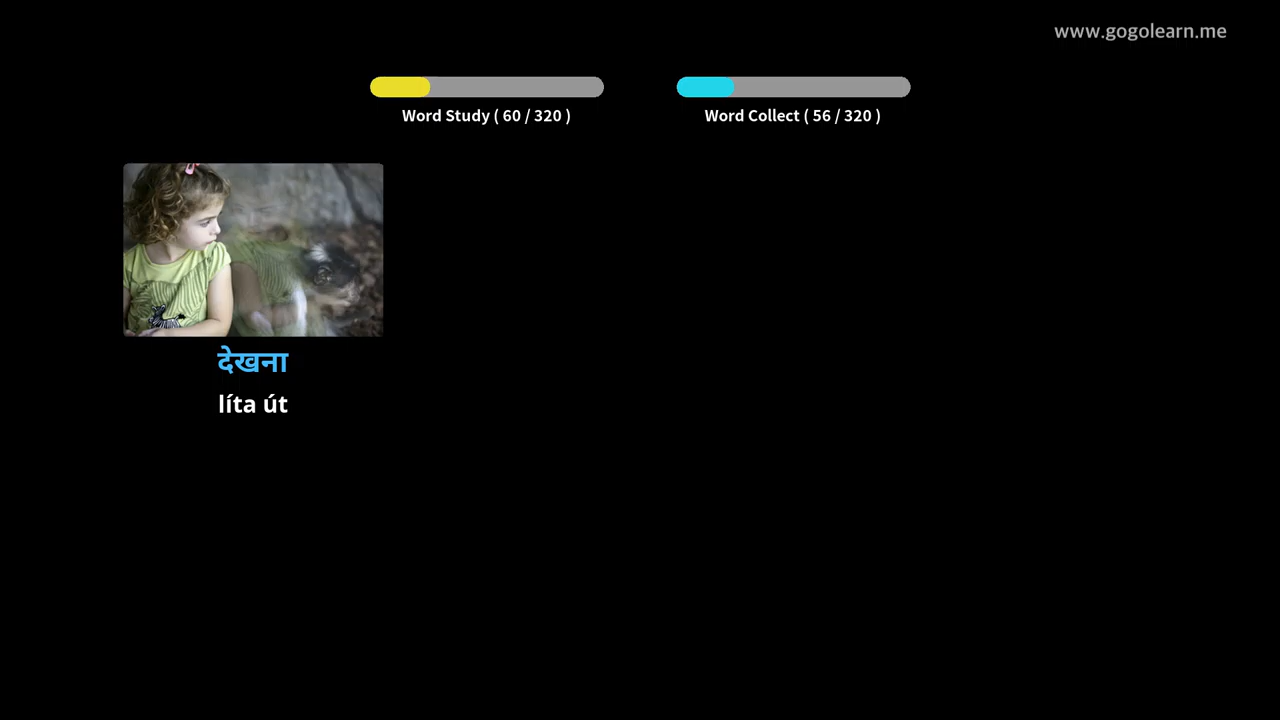 www.gogolearn.me
Word Study ( 60 / 320 )
Word Collect ( 56 / 320 )
देखना
líta út